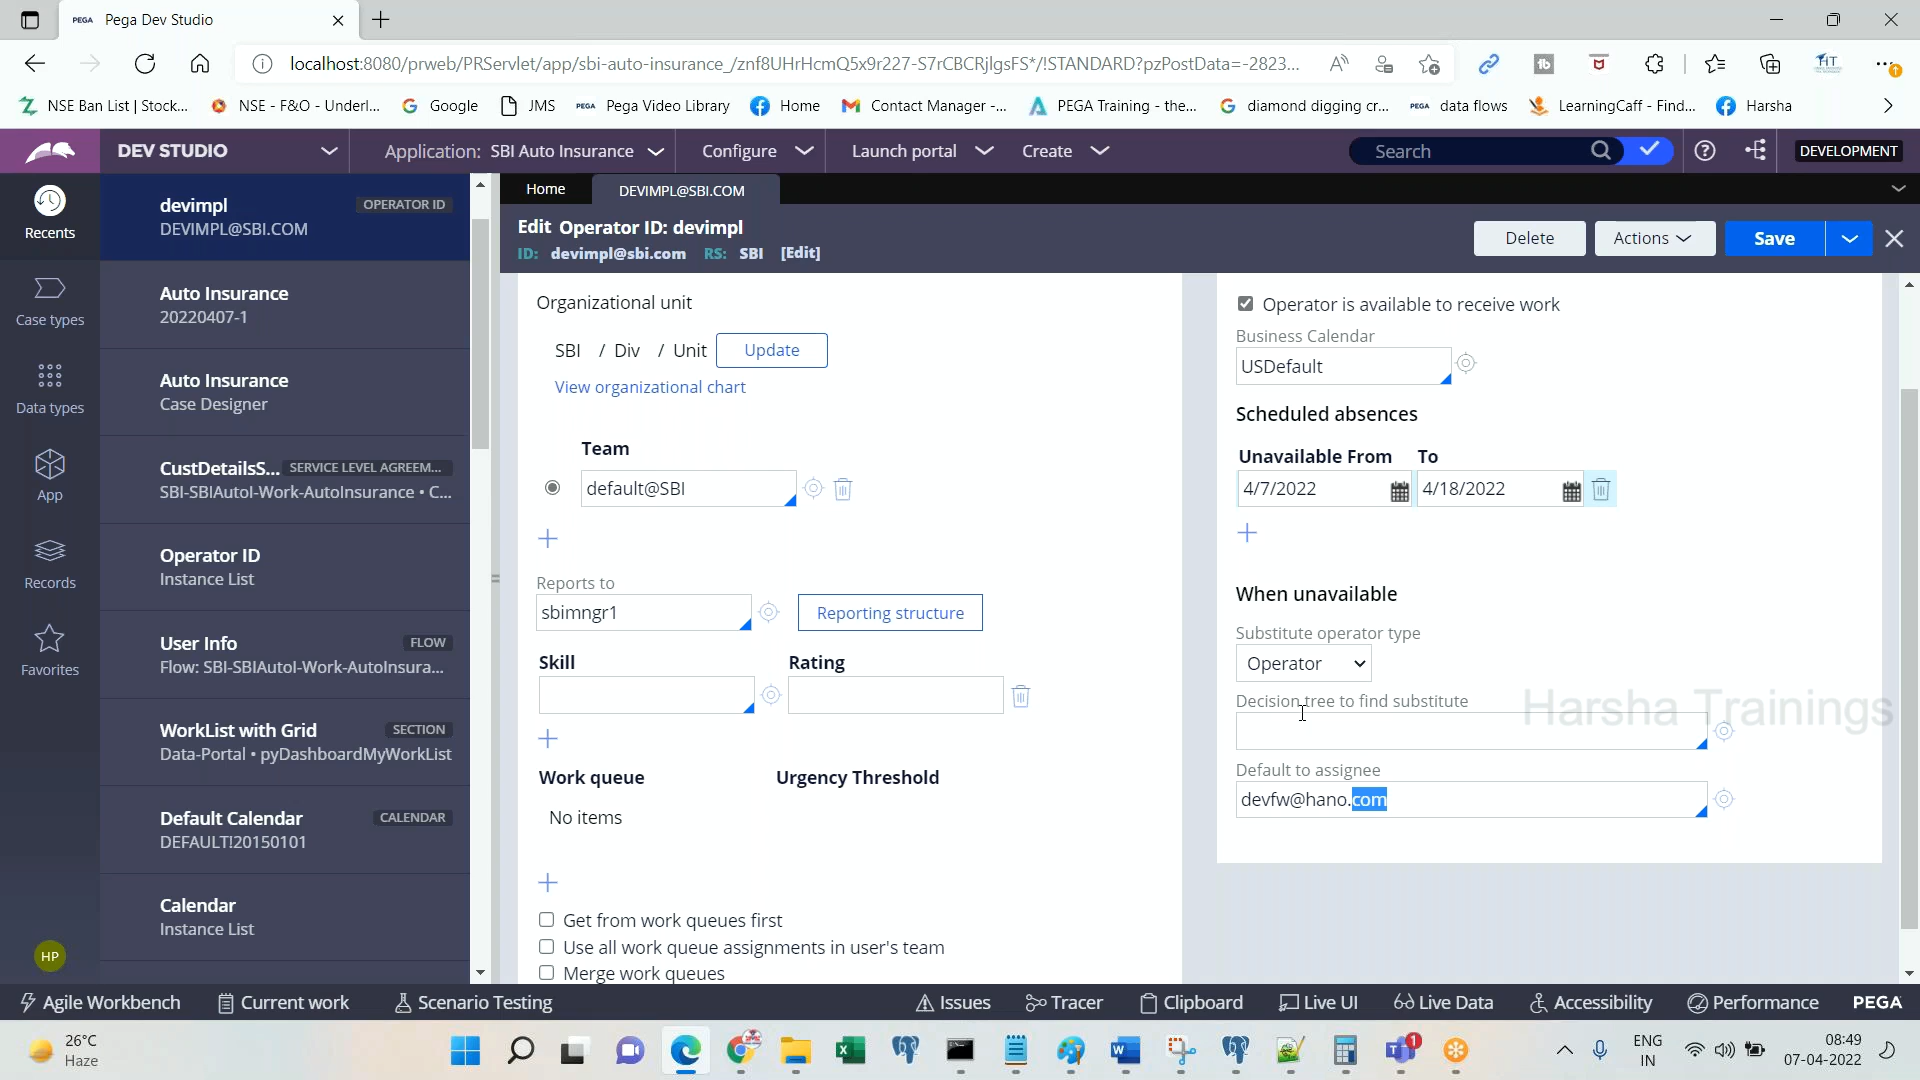 PEGA Pega Dev Studio
localhost:8080/prweb/PRServlet/app/sbi-auto-insurance_/znf8UHrHcmQ5x9r227-S7rCBCRjlgsFS*/!STANDARD?pzPostData=-2823...
NSE Ban List | Stock... NSE - F&O - Underl... Google JMS PEGA Pega Video Library Home Contact Manager -... PEGA Training - the... diamond digging cr... PEGA data flows LearningCaff - Find... Harsha
DEV STUDIO Application: SBI Auto Insurance Configure Launch portal Create Search DEVELOPMENT
Recents
Case types
Data types
App
Records
Favorites
HP
devimpl OPERATOR ID
DEVIMPL@SBI.COM
Auto Insurance
20220407-1
Auto Insurance
Case Designer
CustDetailsS... SERVICE LEVEL AGREEM...
SBI-SBIAutoI-Work-AutoInsurance • C...
Operator ID
Instance List
User Info FLOW
Flow: SBI-SBIAutoI-Work-AutoInsura...
WorkList with Grid SECTION
Data-Portal • pyDashboardMyWorkList
Default Calendar CALENDAR
DEFAULT!20150101
Calendar
Instance List
Home DEVIMPL@SBI.COM
Edit Operator ID: devimpl
ID: devimpl@sbi.com RS: SBI [Edit]
Delete Actions Save
Organizational unit
SBI / Div / Unit Update
View organizational chart
Team
default@SBI
Reports to
sbimngr1 Reporting structure
Skill Rating
Work queue Urgency Threshold
No items
Get from work queues first
Use all work queue assignments in user's team
Merge work queues
Operator is available to receive work
Business Calendar
USDefault
Scheduled absences
Unavailable From To
4/7/2022 4/18/2022
When unavailable
Substitute operator type
Operator
Decision tree to find substitute
Harsha Trainings
Default to assignee
devfw@hano.com
Agile Workbench Current work Scenario Testing Issues Tracer Clipboard Live UI Live Data Accessibility Performance PEGA
26°C
Haze
1
ENG
IN
08:49
07-04-2022